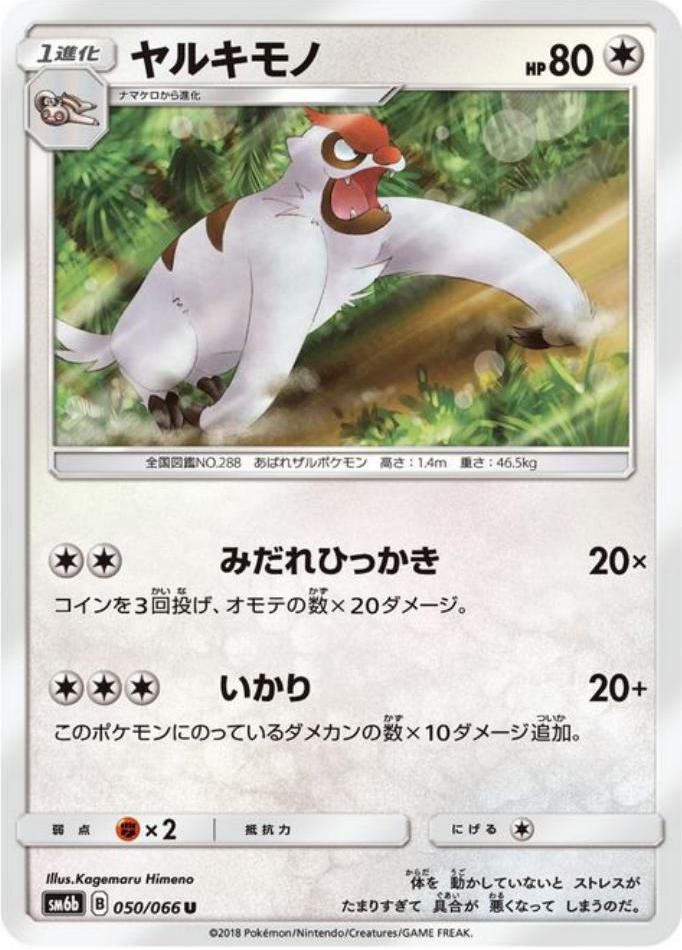 1進化 ヤルキモノ HP80
ナマケロから進化
全国図鑑NO.288 あばれザルポケモン 高さ:1.4m 重さ:46.5kg
みだれひっかき 20×
コインを3回投げ、オモテの数×20ダメージ。
いかり 20+
このポケモンにのっているダメカンの数×10ダメージ追加。
弱点 ×2 抵抗力 にげる
Illus.Kagemaru Himeno
体を 動かしていないと ストレスが
たまりすぎて 具合が 悪くなって しまうのだ。
sm6b B 050/066 U
©2018 Pokémon/Nintendo/Creatures/GAME FREAK.